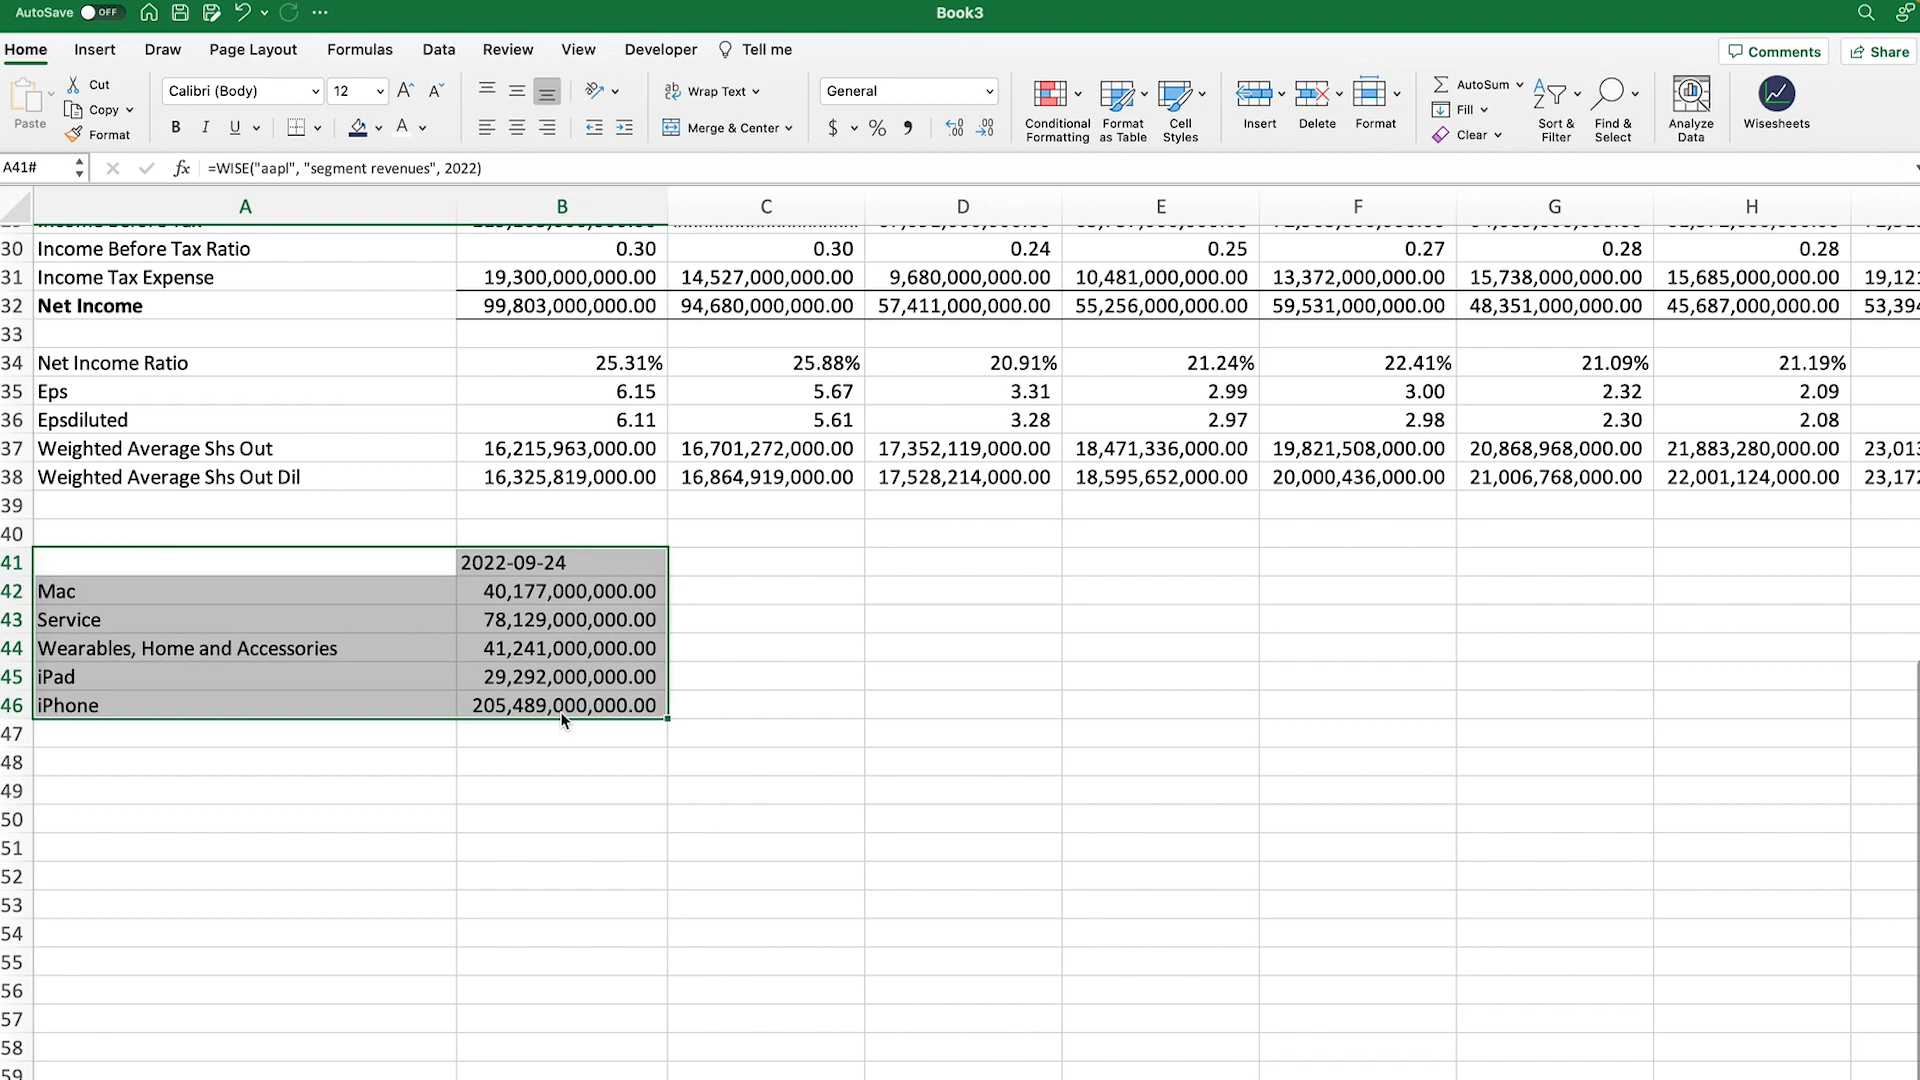 AutoSave OFF Book3
Home Insert Draw Page Layout Formulas Data Review View Developer Tell me Comments Share
Paste Cut Copy Format
Calibri (Body) 12 A^ A˅
B I U A
Wrap Text
Merge & Center
General
$ % 9
Conditional Formatting
Format as Table
Cell Styles
Insert Delete Format
AutoSum
Fill
Clear
Sort & Filter
Find & Select
Analyze Data
Wisesheets
A41# fx =WISE("aapl", "segment revenues", 2022)
A B C D E F G H
30 Income Before Tax Ratio 0.30 0.30 0.24 0.25 0.27 0.28 0.28
31 Income Tax Expense 19,300,000,000.00 14,527,000,000.00 9,680,000,000.00 10,481,000,000.00 13,372,000,000.00 15,738,000,000.00 15,685,000,000.00 19,121
32 Net Income 99,803,000,000.00 94,680,000,000.00 57,411,000,000.00 55,256,000,000.00 59,531,000,000.00 48,351,000,000.00 45,687,000,000.00 53,394
33
34 Net Income Ratio 25.31% 25.88% 20.91% 21.24% 22.41% 21.09% 21.19%
35 Eps 6.15 5.67 3.31 2.99 3.00 2.32 2.09
36 Epsdiluted 6.11 5.61 3.28 2.97 2.98 2.30 2.08
37 Weighted Average Shs Out 16,215,963,000.00 16,701,272,000.00 17,352,119,000.00 18,471,336,000.00 19,821,508,000.00 20,868,968,000.00 21,883,280,000.00 23,013
38 Weighted Average Shs Out Dil 16,325,819,000.00 16,864,919,000.00 17,528,214,000.00 18,595,652,000.00 20,000,436,000.00 21,006,768,000.00 22,001,124,000.00 23,172
39
40
41 2022-09-24
42 Mac 40,177,000,000.00
43 Service 78,129,000,000.00
44 Wearables, Home and Accessories 41,241,000,000.00
45 iPad 29,292,000,000.00
46 iPhone 205,489,000,000.00
47
48
49
50
51
52
53
54
55
56
57
58
59